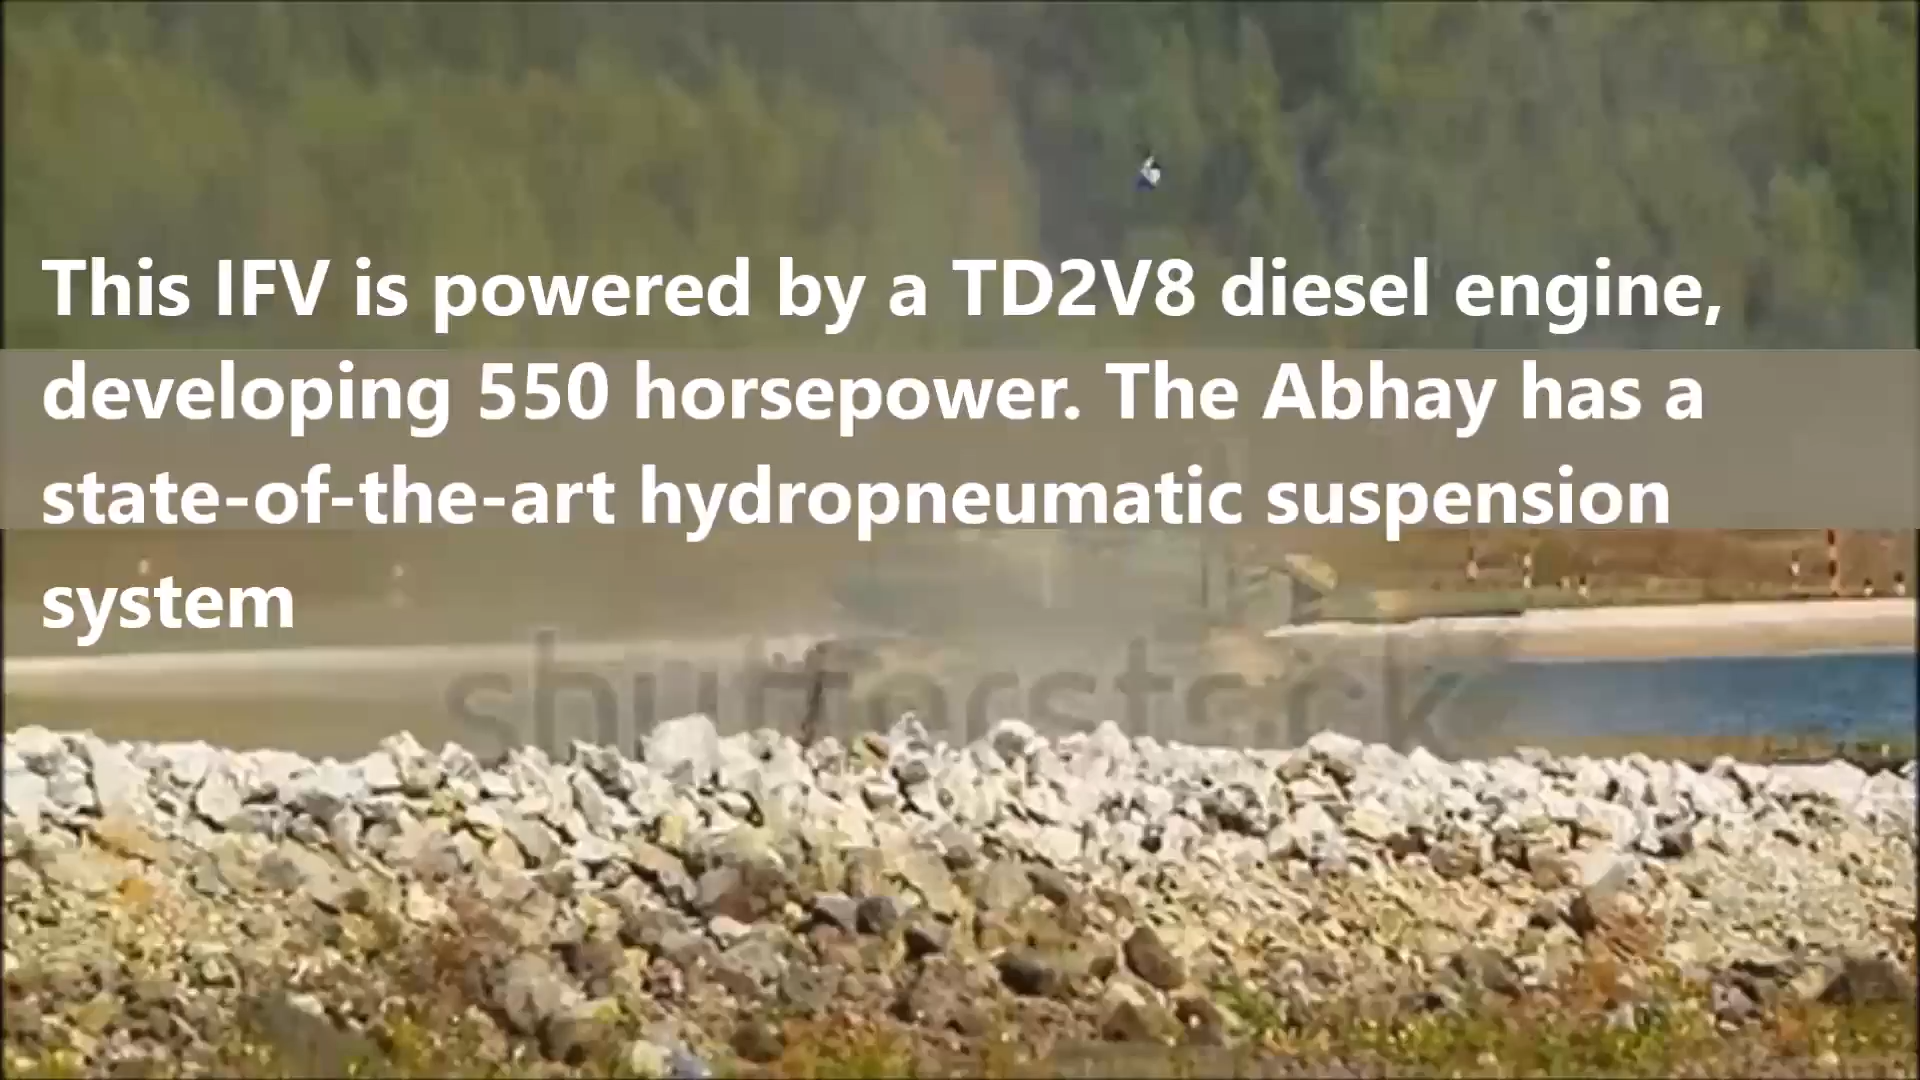 This IFV is powered by a TD2V8 diesel engine,
developing 550 horsepower. The Abhay has a
state-of-the-art hydropneumatic suspension
system
shutterstock